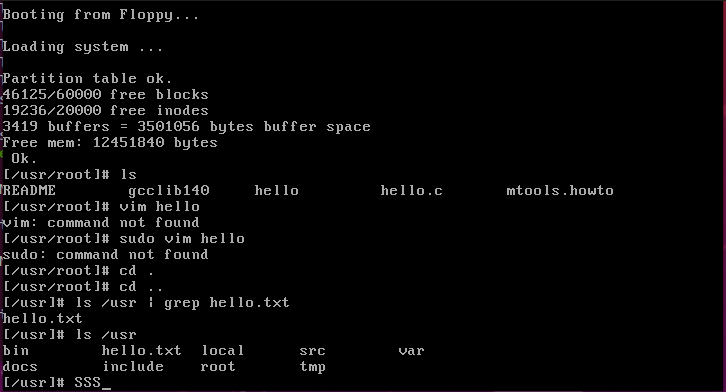 Booting from Floppy...
Loading system ...
Partition table ok.
46125/60000 free blocks
19236/20000 free inodes
3419 buffers = 3501056 bytes buffer space
Free mem: 12451840 bytes
 Ok.
[/usr/root]# ls
README gcclib140 hello hello.c mtools.howto
[/usr/root]# vim hello
vim: command not found
[/usr/root]# sudo vim hello
sudo: command not found
[/usr/root]# cd .
[/usr/root]# cd ..
[/usr]# ls /usr | grep hello.txt
hello.txt
[/usr]# ls /usr
bin hello.txt local src var
docs include root tmp
[/usr]# SSS_